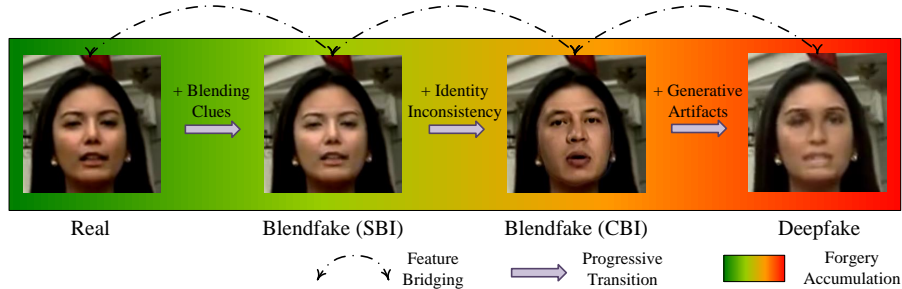 + Blending
Clues
+ Identity
Inconsistency
+ Generative
Artifacts
Real
Blendfake (SBI)
Blendfake (CBI)
Deepfake
Feature
Bridging
Progressive
Transition
Forgery
Accumulation